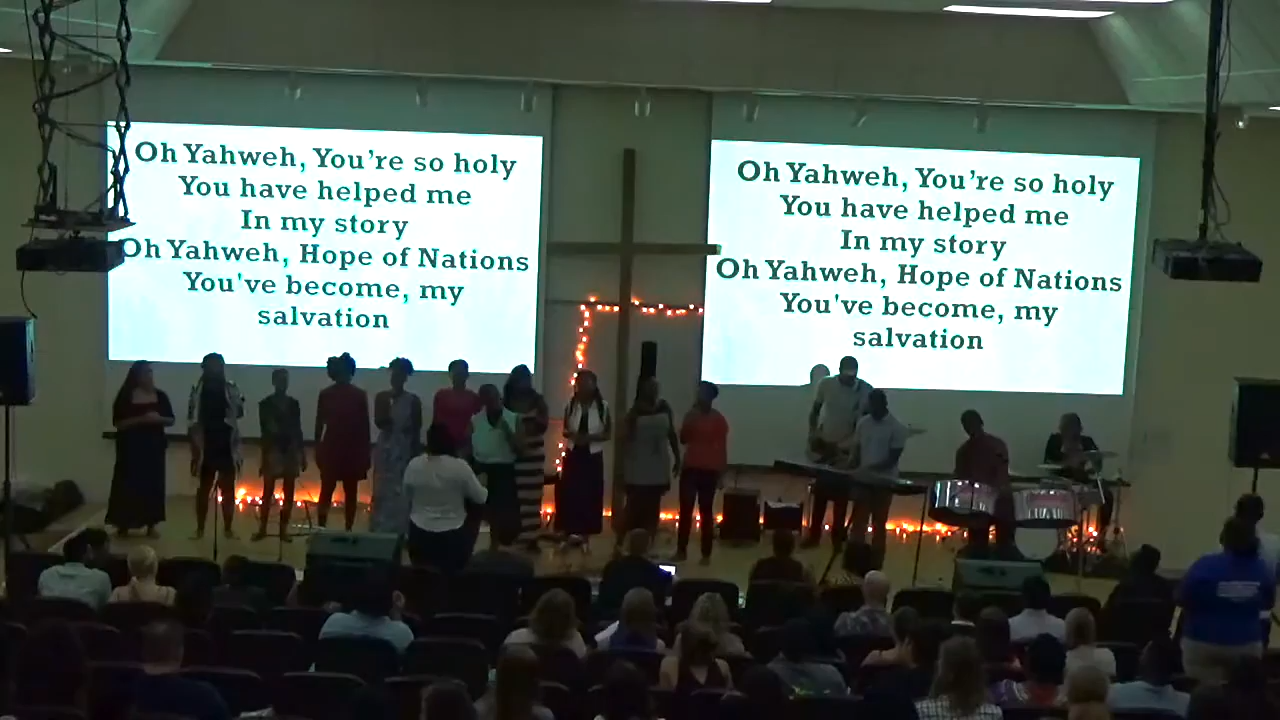 Oh Yahweh, You’re so holy
You have helped me
In my story
Oh Yahweh, Hope of Nations
You've become, my
salvation
Oh Yahweh, You’re so holy
You have helped me
In my story
Oh Yahweh, Hope of Nations
You've become, my
salvation